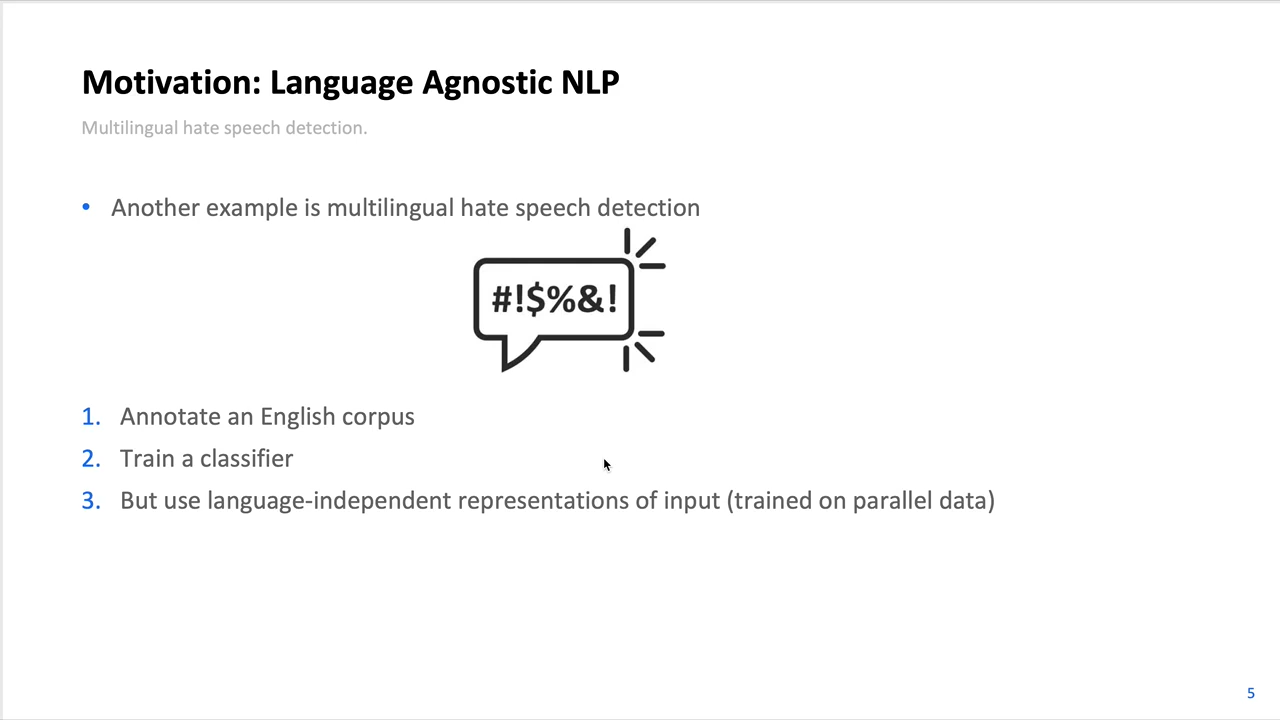 Motivation: Language Agnostic NLP
Multilingual hate speech detection.
• Another example is multilingual hate speech detection
#!$%&!
1. Annotate an English corpus
2. Train a classifier
3. But use language-independent representations of input (trained on parallel data)
5